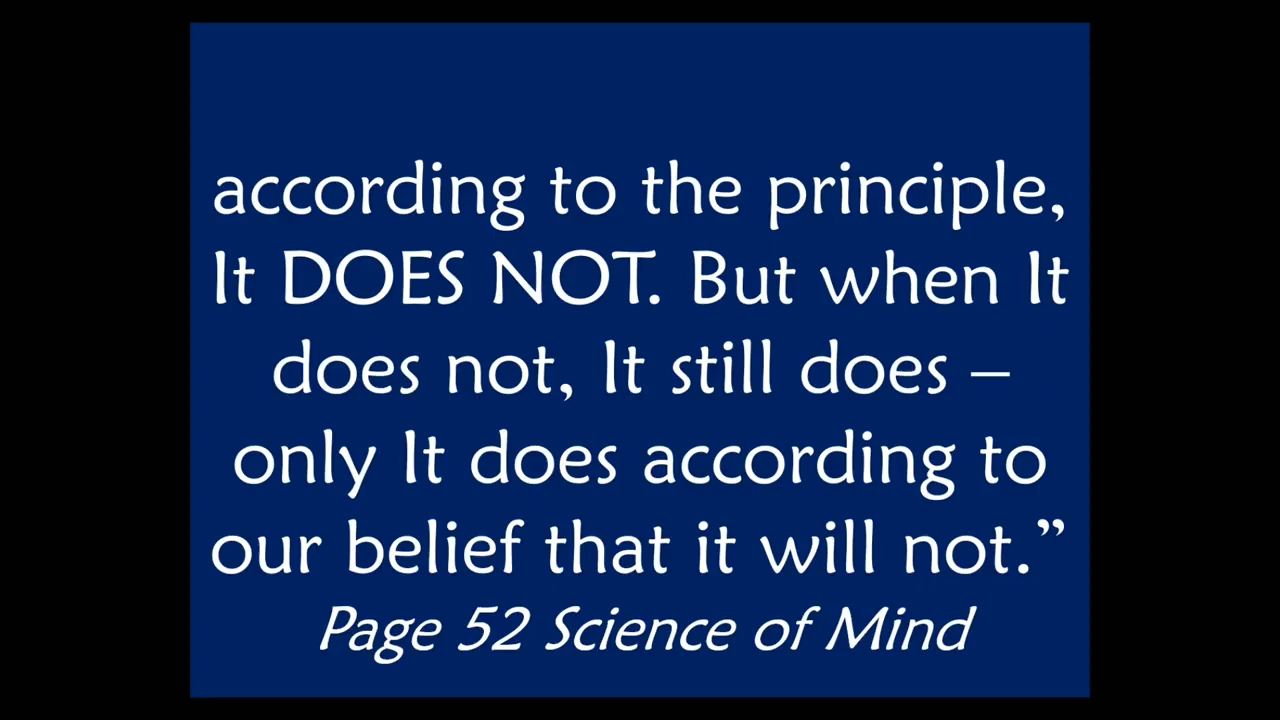 according to the principle,
It DOES NOT. But when It
does not, It still does –
only It does according to
our belief that it will not.”
Page 52 Science of Mind